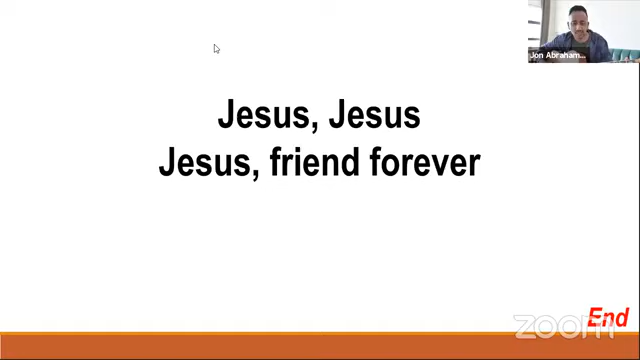 Jon Abraham...
Jesus, Jesus
Jesus, friend forever
End
zoom